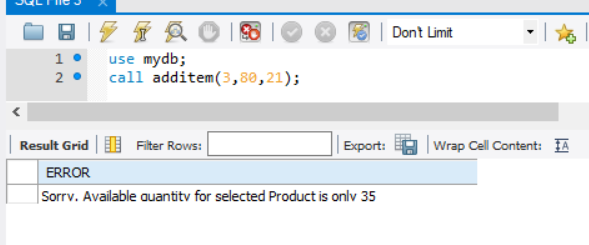 SQL File 3 ×
Don't Limit
1 use mydb;
2 call additem(3,80,21);
Result Grid Filter Rows: Export: Wrap Cell Content: IA
ERROR
Sorry, Available quantity for selected Product is only 35